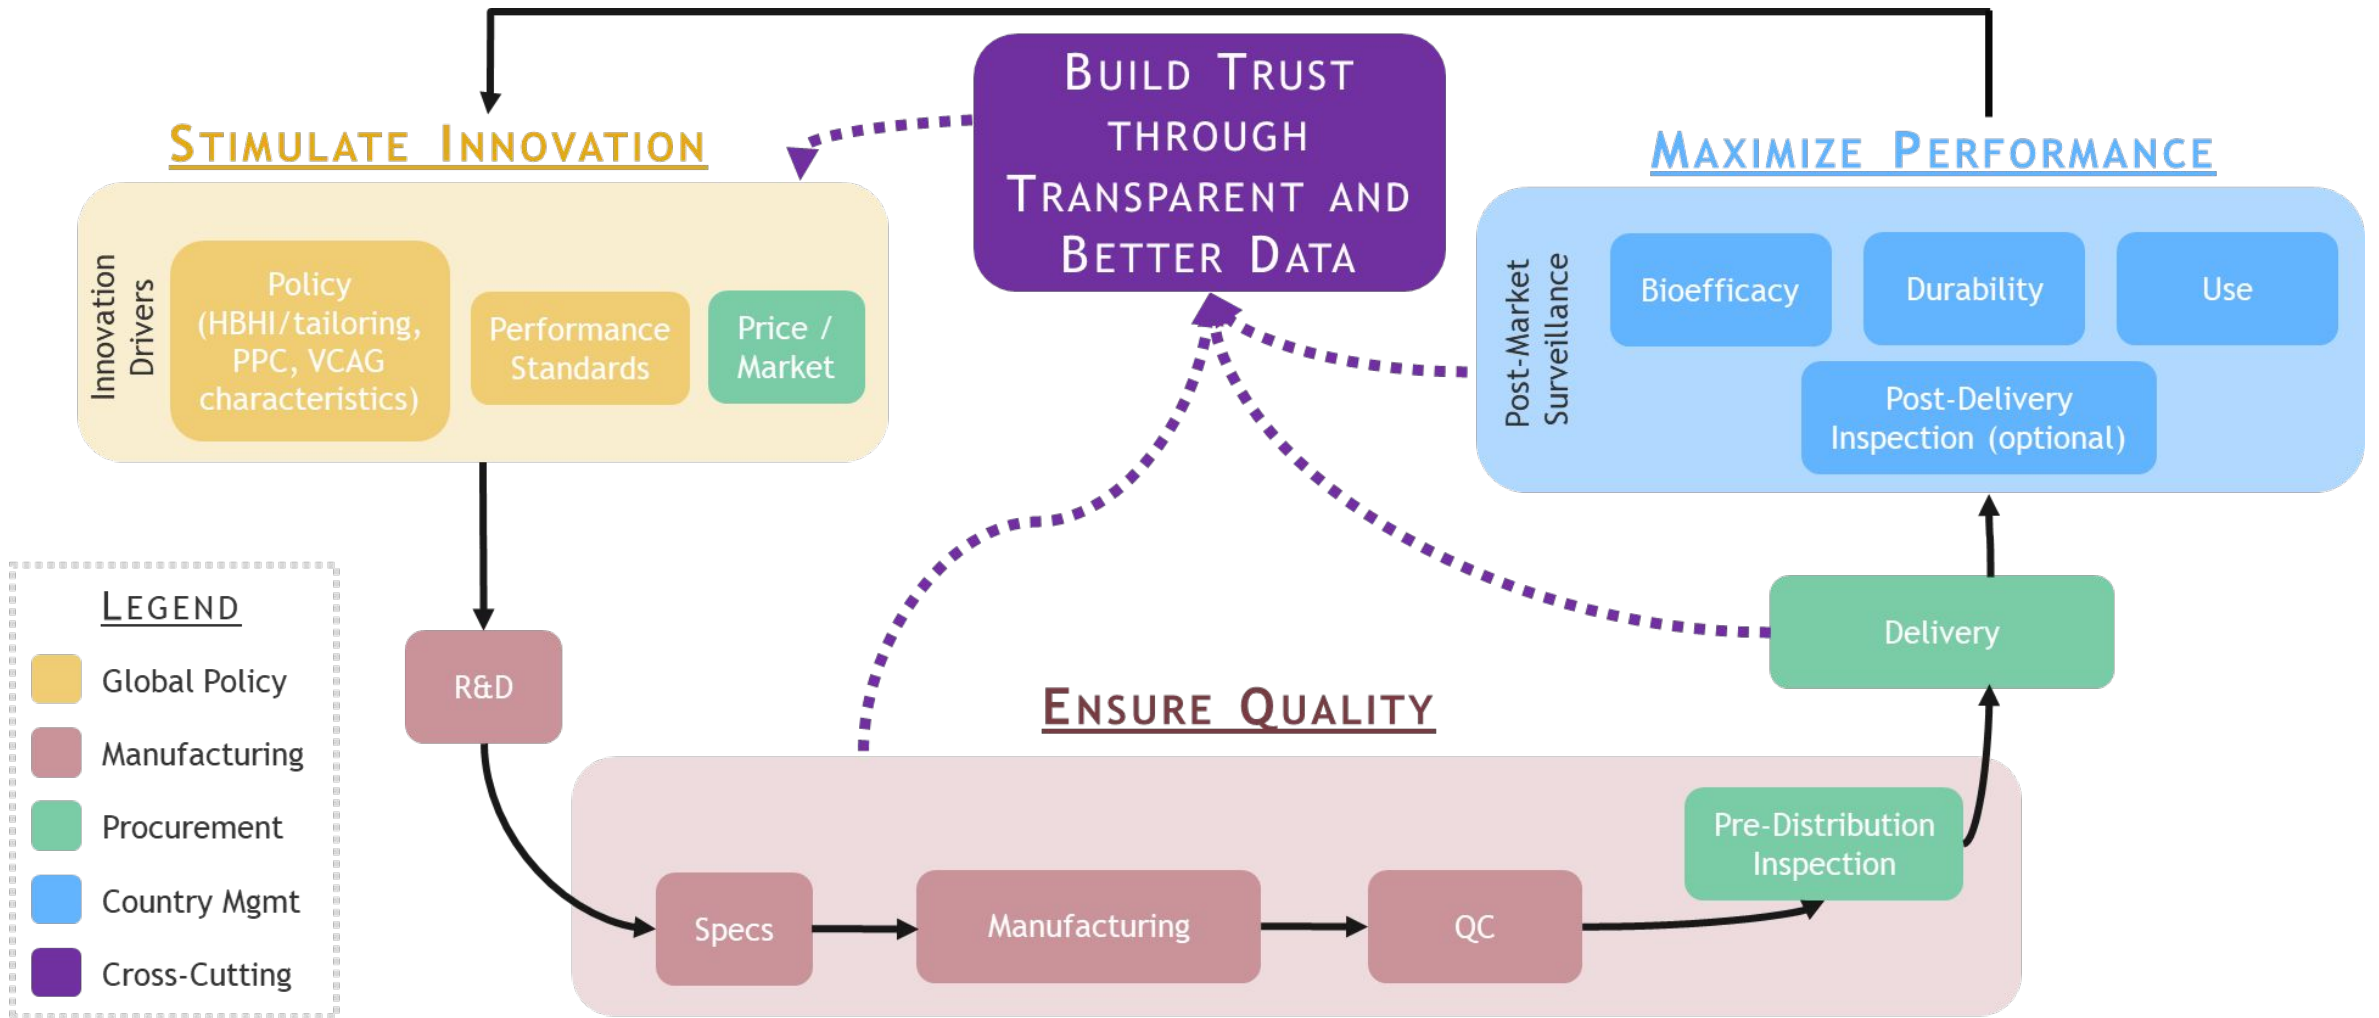 BUILD TRUST
THROUGH
TRANSPARENT AND
BETTER DATA
STIMULATE INNOVATION
Innovation
Drivers
Policy
(HBHI/tailoring,
PPC, VCAG
characteristics)
Performance
Standards
Price /
Market
MAXIMIZE PERFORMANCE
Post-Market
Surveillance
Bioefficacy
Durability
Use
Post-Delivery
Inspection (optional)
R&D
Delivery
ENSURE QUALITY
Specs
Manufacturing
QC
Pre-Distribution
Inspection
LEGEND
Global Policy
Manufacturing
Procurement
Country Mgmt
Cross-Cutting